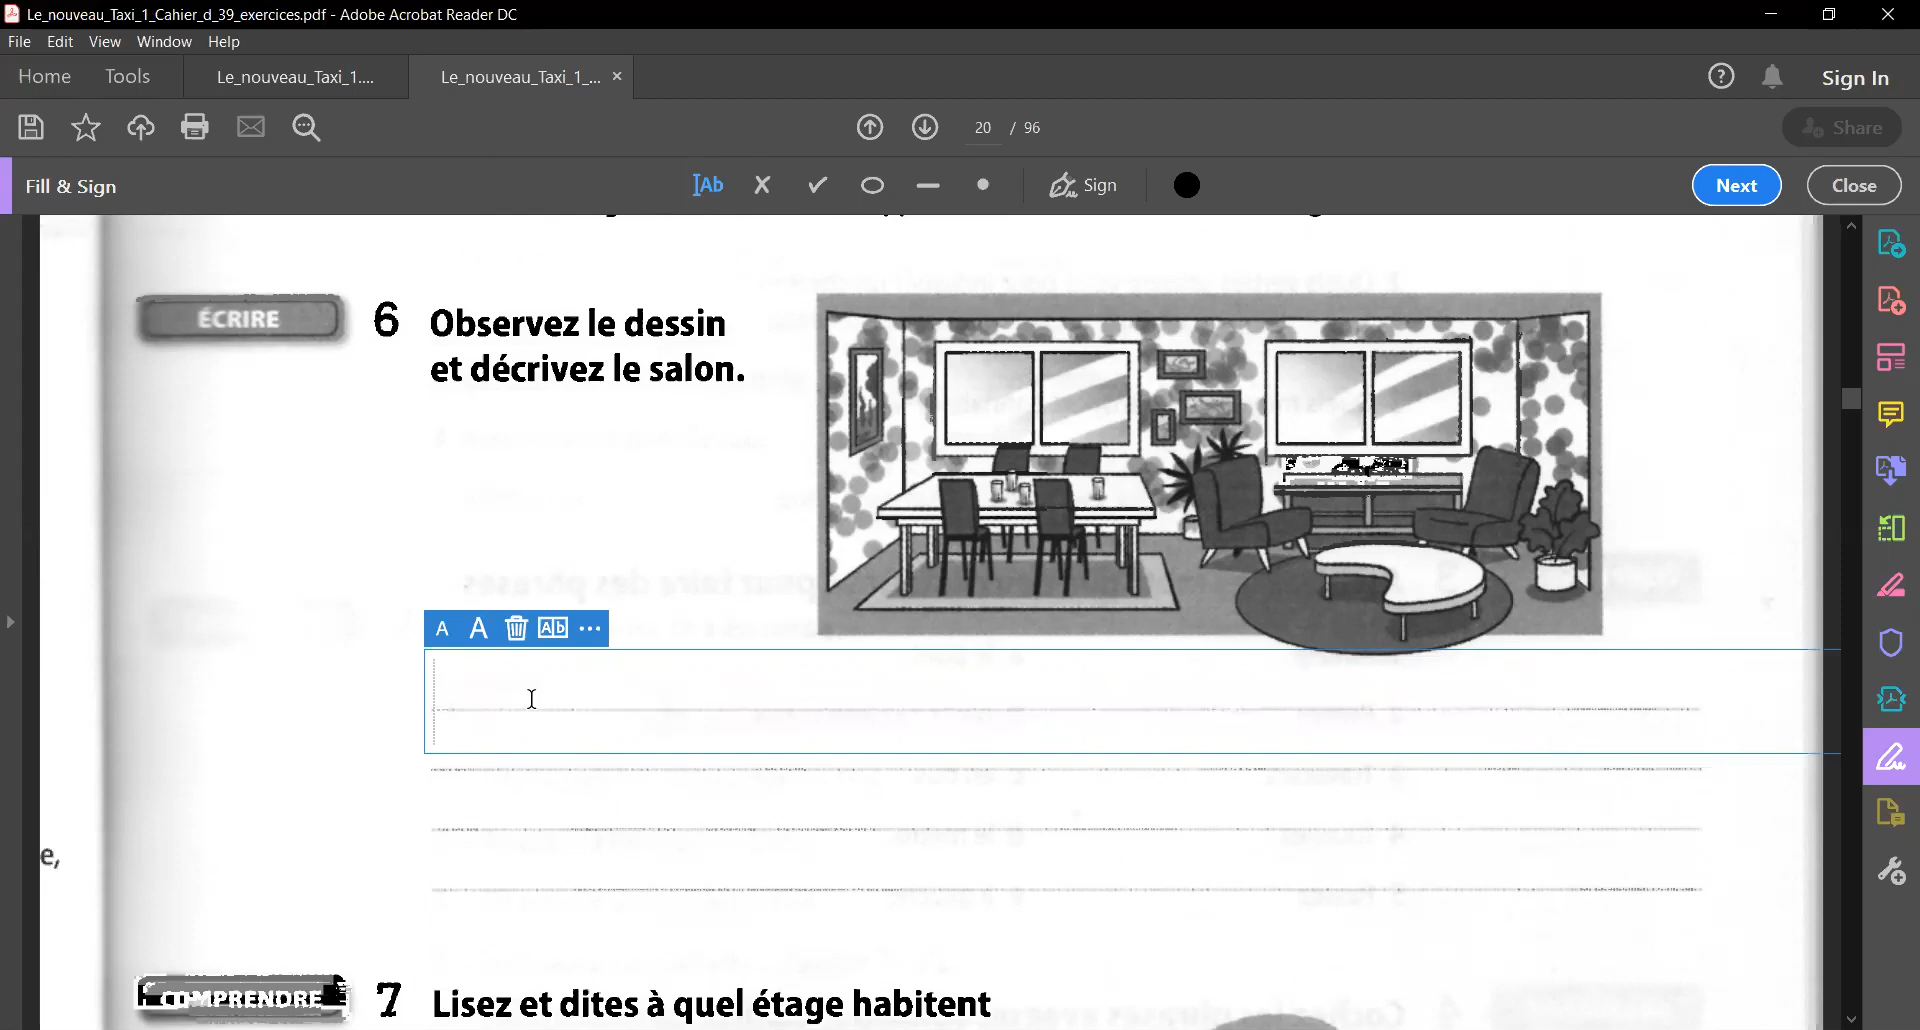 Le_nouveau_Taxi_1_Cahier_d_39_exercices.pdf - Adobe Acrobat Reader DC
File Edit View Window Help
Home Tools Le_nouveau_Taxi_1.... Le_nouveau_Taxi_1_... × ? Sign In
20 / 96 Share
Fill & Sign Ab Sign Next Close
ÉCRIRE 6 Observez le dessin
et décrivez le salon.
A A Ab ...
e,
COMPRENDRE 7 Lisez et dites à quel étage habitent